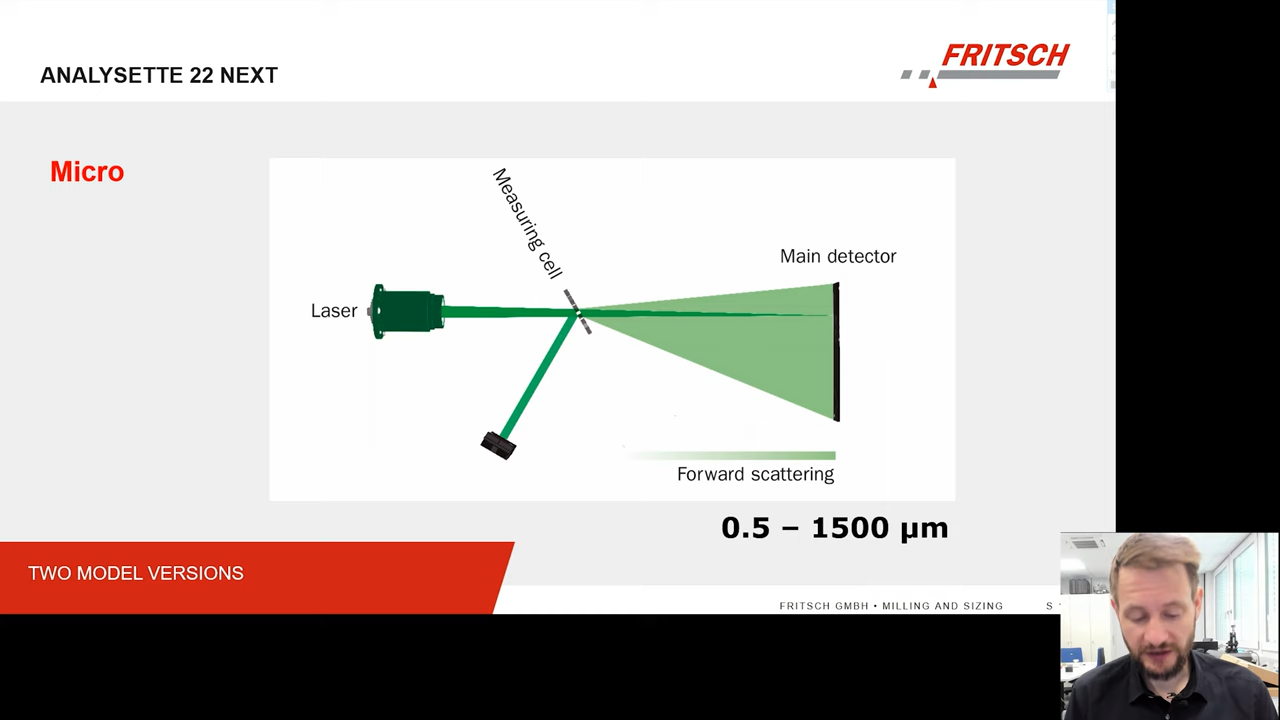 ANALYSETTE 22 NEXT
FRITSCH
Micro
Measuring cell
Main detector
Laser
Forward scattering
0.5 – 1500 µm
TWO MODEL VERSIONS
FRITSCH GMBH • MILLING AND SIZING
S